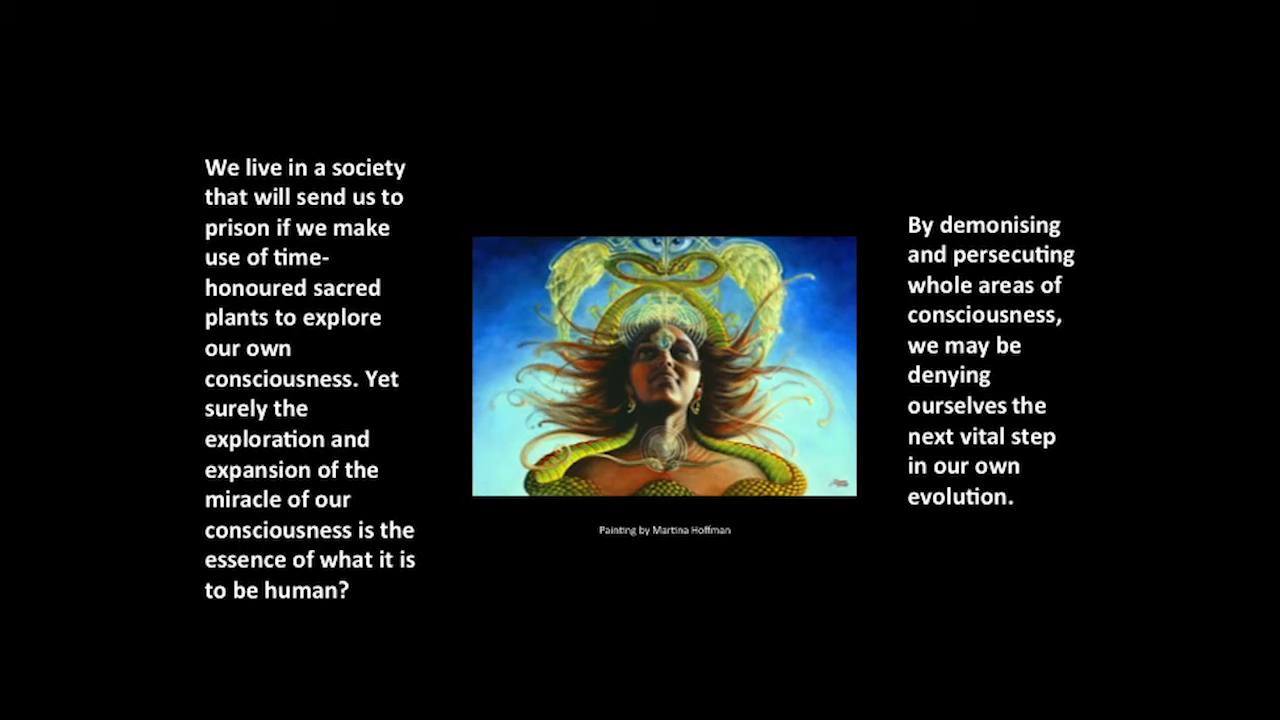 We live in a society
that will send us to
prison if we make
use of time-
honoured sacred
plants to explore
our own
consciousness. Yet
surely the
exploration and
expansion of the
miracle of our
consciousness is the
essence of what it is
to be human?
Painting by Martina Hoffman
By demonising
and persecuting
whole areas of
consciousness,
we may be
denying
ourselves the
next vital step
in our own
evolution.